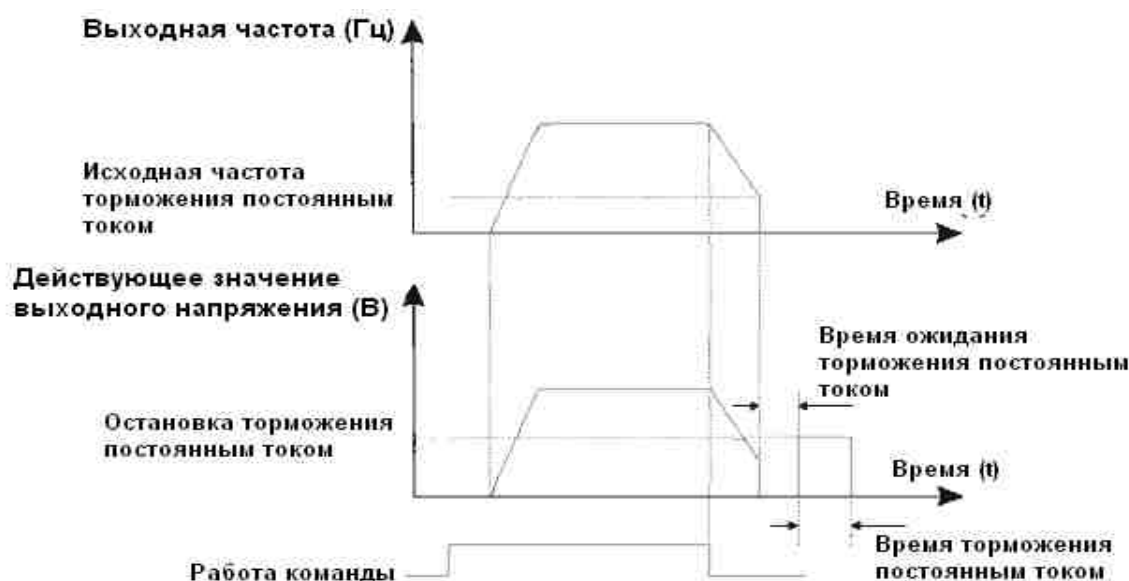 Выходная частота (Гц)
Исходная частота
торможения постоянным
током
Время (t)
Действующее значение
выходного напряжения (В)
Время ожидания
торможения постоянным
током
Остановка торможения
постоянным током
Время (t)
Время торможения
постоянным током
Работа команды